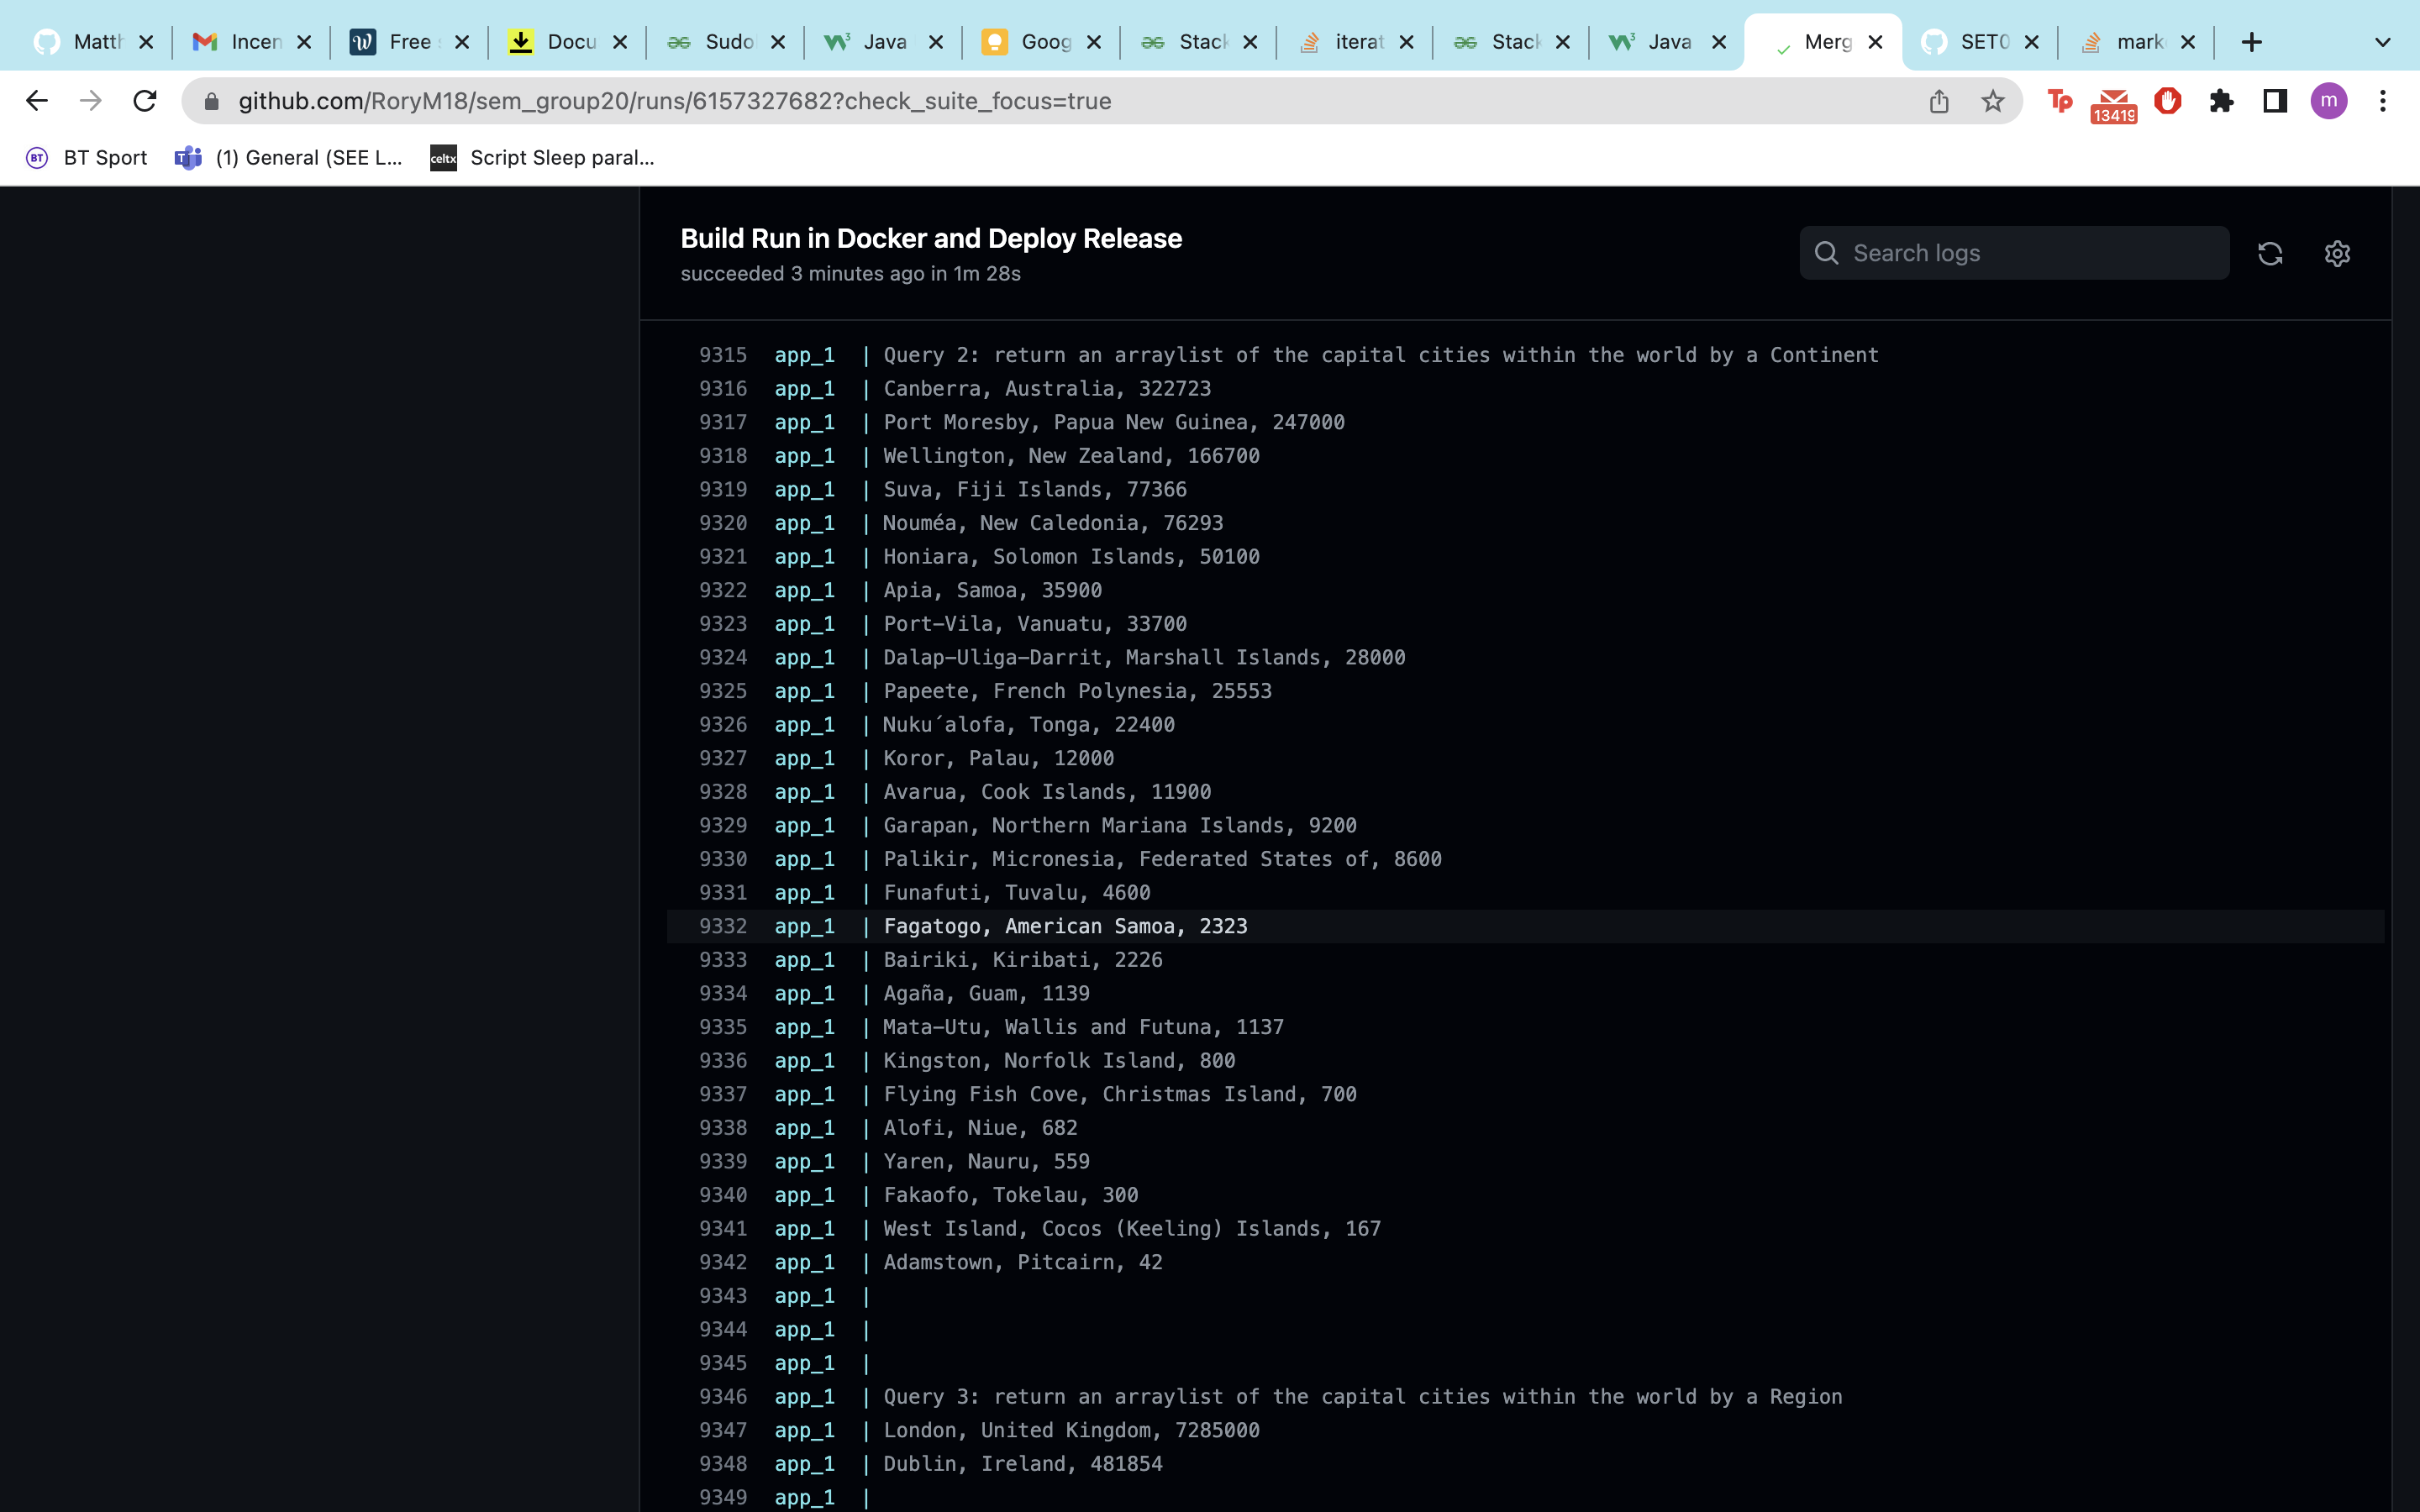 Matth Incen Free Docu Sudo Java Goog Stack iterat Stack Java Merg SET0 mark
github.com/RoryM18/sem_group20/runs/6157327682?check_suite_focus=true
Tp 13419 m
BT BT Sport (1) General (SEE L... celtx Script Sleep paral...
Build Run in Docker and Deploy Release
succeeded 3 minutes ago in 1m 28s
Search logs
9315 app_1 | Query 2: return an arraylist of the capital cities within the world by a Continent
9316 app_1 | Canberra, Australia, 322723
9317 app_1 | Port Moresby, Papua New Guinea, 247000
9318 app_1 | Wellington, New Zealand, 166700
9319 app_1 | Suva, Fiji Islands, 77366
9320 app_1 | Nouméa, New Caledonia, 76293
9321 app_1 | Honiara, Solomon Islands, 50100
9322 app_1 | Apia, Samoa, 35900
9323 app_1 | Port-Vila, Vanuatu, 33700
9324 app_1 | Dalap-Uliga-Darrit, Marshall Islands, 28000
9325 app_1 | Papeete, French Polynesia, 25553
9326 app_1 | Nuku´alofa, Tonga, 22400
9327 app_1 | Koror, Palau, 12000
9328 app_1 | Avarua, Cook Islands, 11900
9329 app_1 | Garapan, Northern Mariana Islands, 9200
9330 app_1 | Palikir, Micronesia, Federated States of, 8600
9331 app_1 | Funafuti, Tuvalu, 4600
9332 app_1 | Fagatogo, American Samoa, 2323
9333 app_1 | Bairiki, Kiribati, 2226
9334 app_1 | Agaña, Guam, 1139
9335 app_1 | Mata-Utu, Wallis and Futuna, 1137
9336 app_1 | Kingston, Norfolk Island, 800
9337 app_1 | Flying Fish Cove, Christmas Island, 700
9338 app_1 | Alofi, Niue, 682
9339 app_1 | Yaren, Nauru, 559
9340 app_1 | Fakaofo, Tokelau, 300
9341 app_1 | West Island, Cocos (Keeling) Islands, 167
9342 app_1 | Adamstown, Pitcairn, 42
9343 app_1 |
9344 app_1 |
9345 app_1 |
9346 app_1 | Query 3: return an arraylist of the capital cities within the world by a Region
9347 app_1 | London, United Kingdom, 7285000
9348 app_1 | Dublin, Ireland, 481854
9349 app_1 |